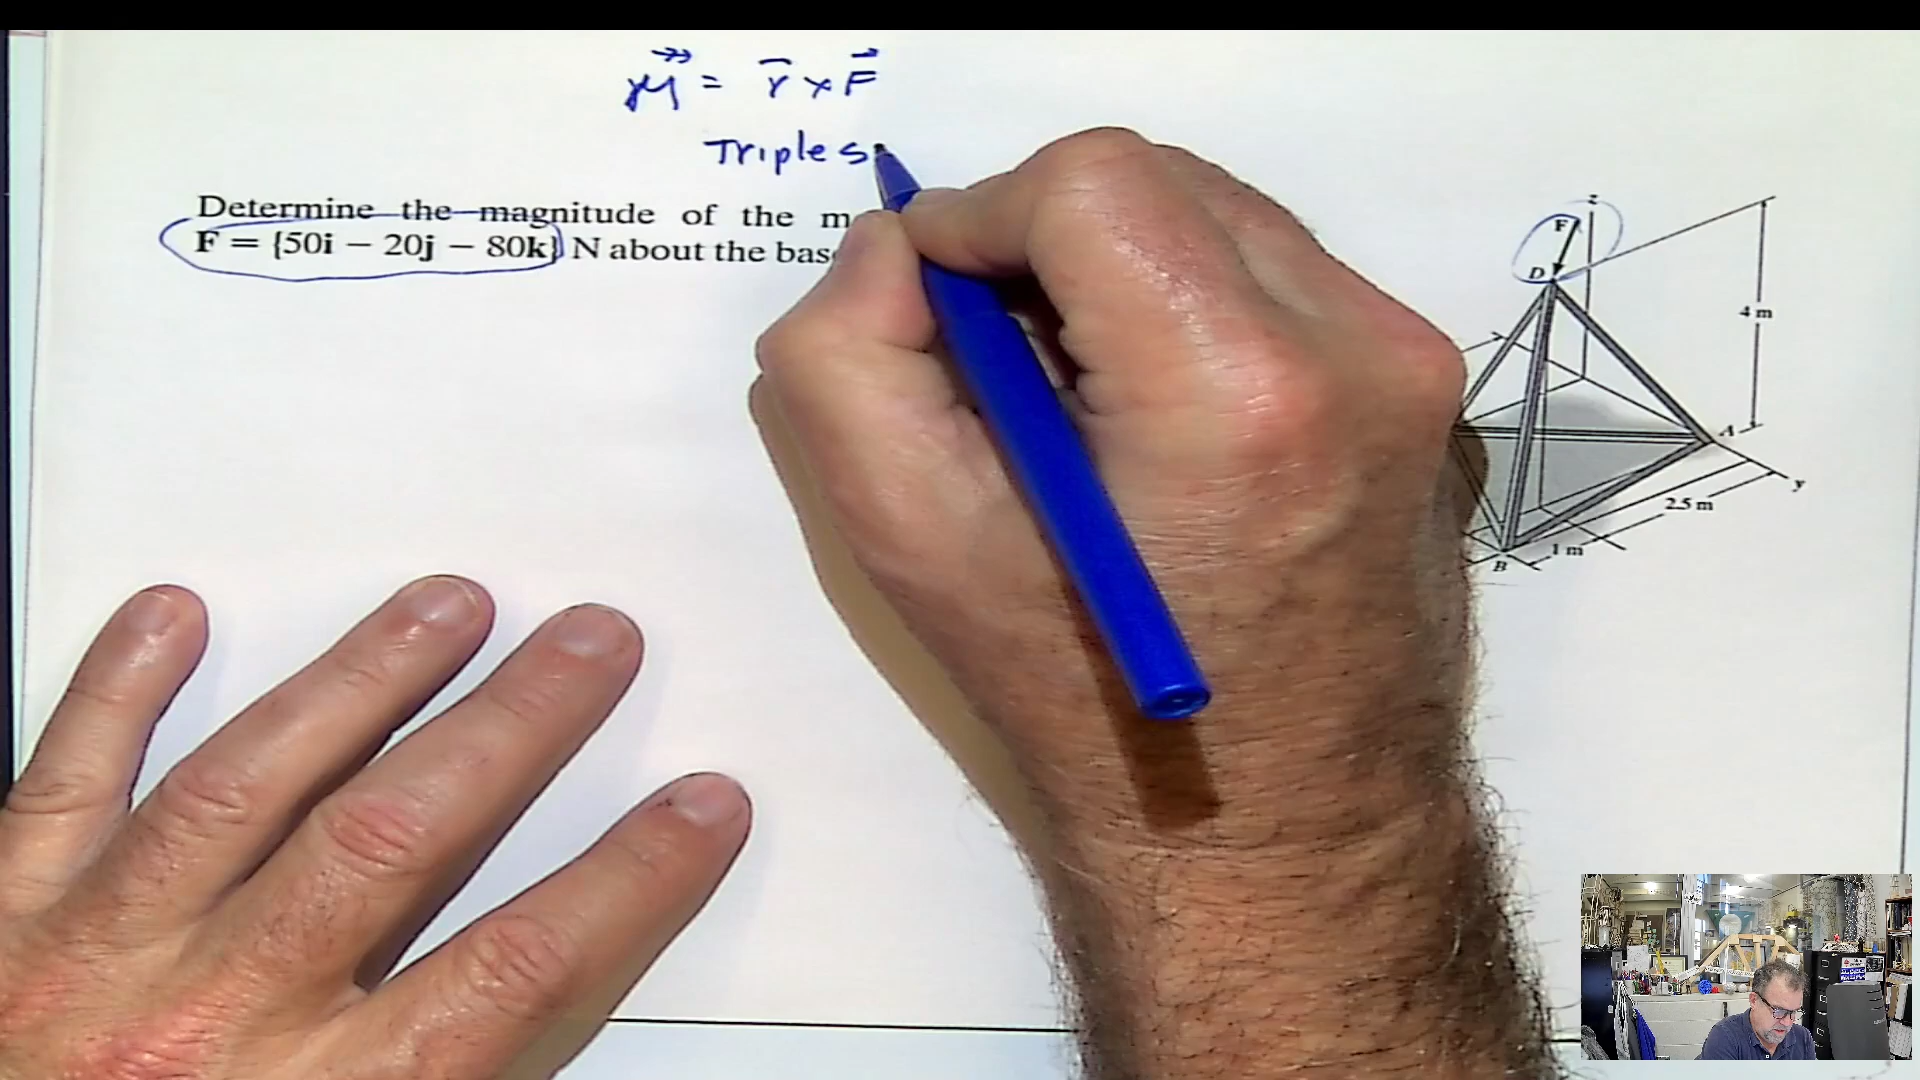 M = r x F
Triple s
Determine the magnitude of the m
F = {50i − 20j − 80k} N about the bas
z
F
D
4 m
A
y
2.5 m
1 m
B